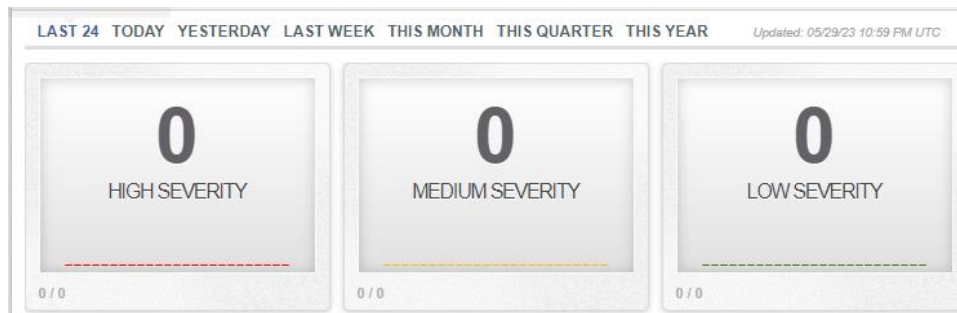 LAST 24 TODAY YESTERDAY LAST WEEK THIS MONTH THIS QUARTER THIS YEAR Updated: 05/29/23 10:59 PM UTC
0 0 0
HIGH SEVERITY MEDIUM SEVERITY LOW SEVERITY
0 / 0 0 / 0 0 / 0